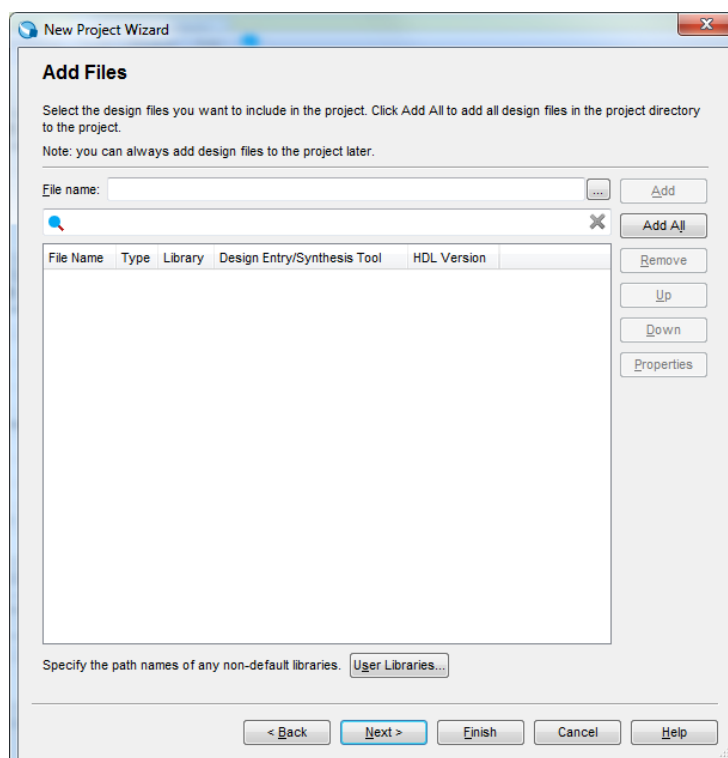 New Project Wizard
Add Files
Select the design files you want to include in the project. Click Add All to add all design files in the project directory
to the project.
Note: you can always add design files to the project later.
File name: ... Add
Add All
File Name Type Library Design Entry/Synthesis Tool HDL Version
Remove
Up
Down
Properties
Specify the path names of any non-default libraries. User Libraries...
< Back Next > Finish Cancel Help